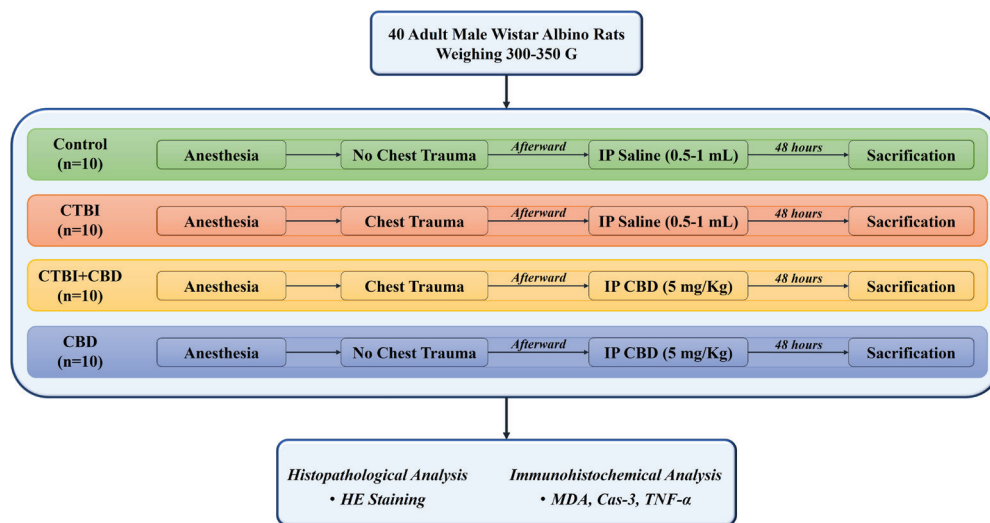 40 Adult Male Wistar Albino Rats
Weighing 300-350 G
Control
(n=10)
Anesthesia
No Chest Trauma
Afterward
IP Saline (0.5-1 mL)
48 hours
Sacrification
CTBI
(n=10)
Anesthesia
Chest Trauma
Afterward
IP Saline (0.5-1 mL)
48 hours
Sacrification
CTBI+CBD
(n=10)
Anesthesia
Chest Trauma
Afterward
IP CBD (5 mg/Kg)
48 hours
Sacrification
CBD
(n=10)
Anesthesia
No Chest Trauma
Afterward
IP CBD (5 mg/Kg)
48 hours
Sacrification
Histopathological Analysis
• HE Staining
Immunohistochemical Analysis
• MDA, Cas-3, TNF-α